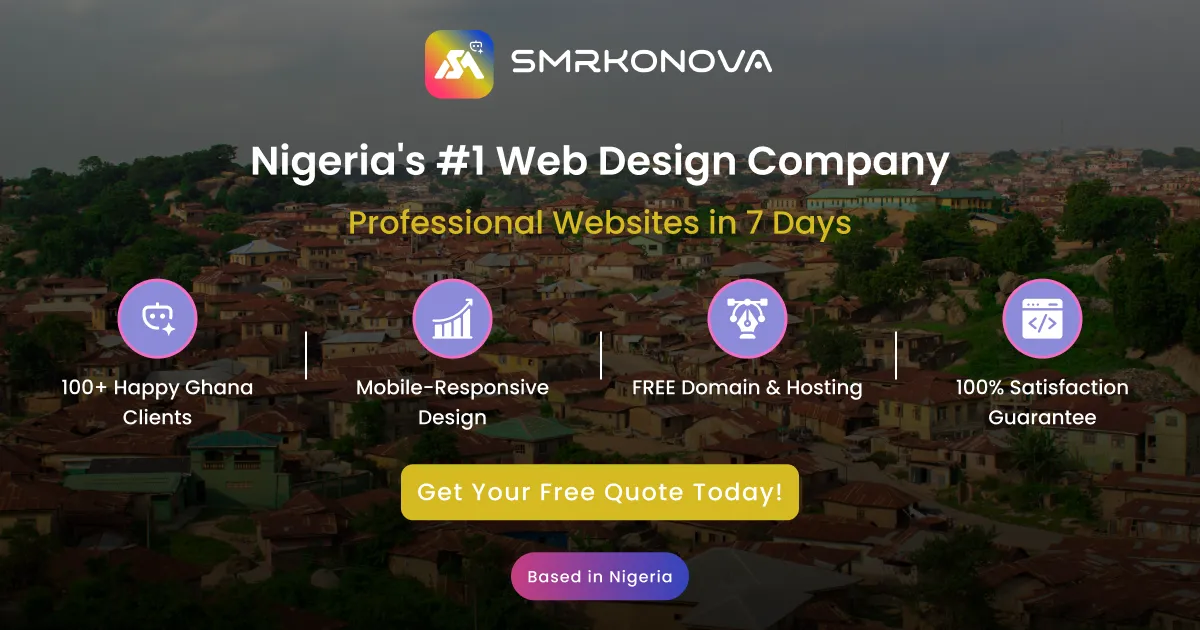 SMRKONOVA
Nigeria's #1 Web Design Company
Professional Websites in 7 Days
100+ Happy Ghana
Clients
Mobile-Responsive
Design
FREE Domain & Hosting
100% Satisfaction
Guarantee
Get Your Free Quote Today!
Based in Nigeria